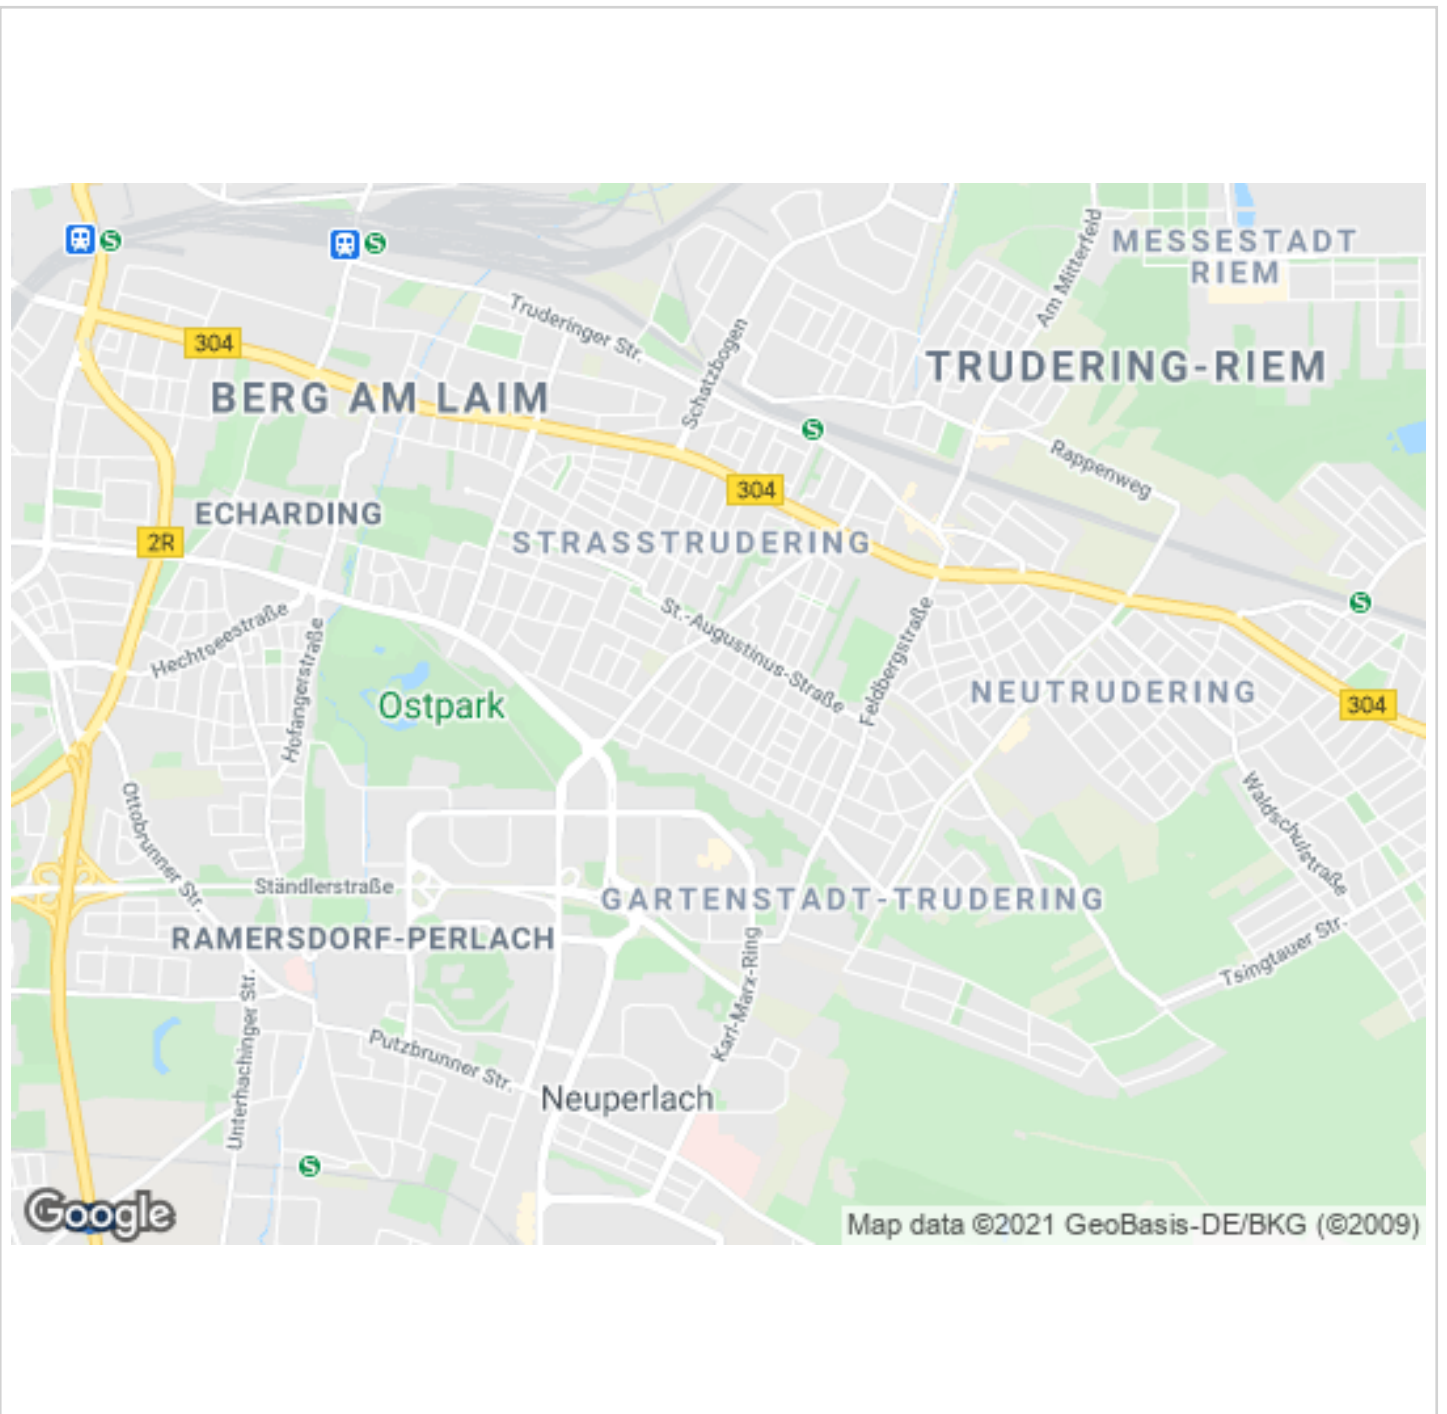 S
S
MESSESTADT
RIEM
Am Mitterfeld
Truderinger Str.
304
Schatzbogen
TRUDERING-RIEM
BERG AM LAIM
S
Rappenweg
304
ECHARDING
STRASSTRUDERING
2R
S
Hechtseestraße
St.-Augustinus-Straße
Feldbergstraße
Hofangerstraße
Ostpark
NEUTRUDERING
304
Ottobrunner Str.
Waldschulstraße
Ständlerstraße
GARTENSTADT-TRUDERING
RAMERSDORF-PERLACH
Tsingtauer Str.
Karl-Marx-Ring
Unterhachinger Str.
Putzbrunner Str.
Neuperlach
S
Google
Map data ©2021 GeoBasis-DE/BKG (©2009)